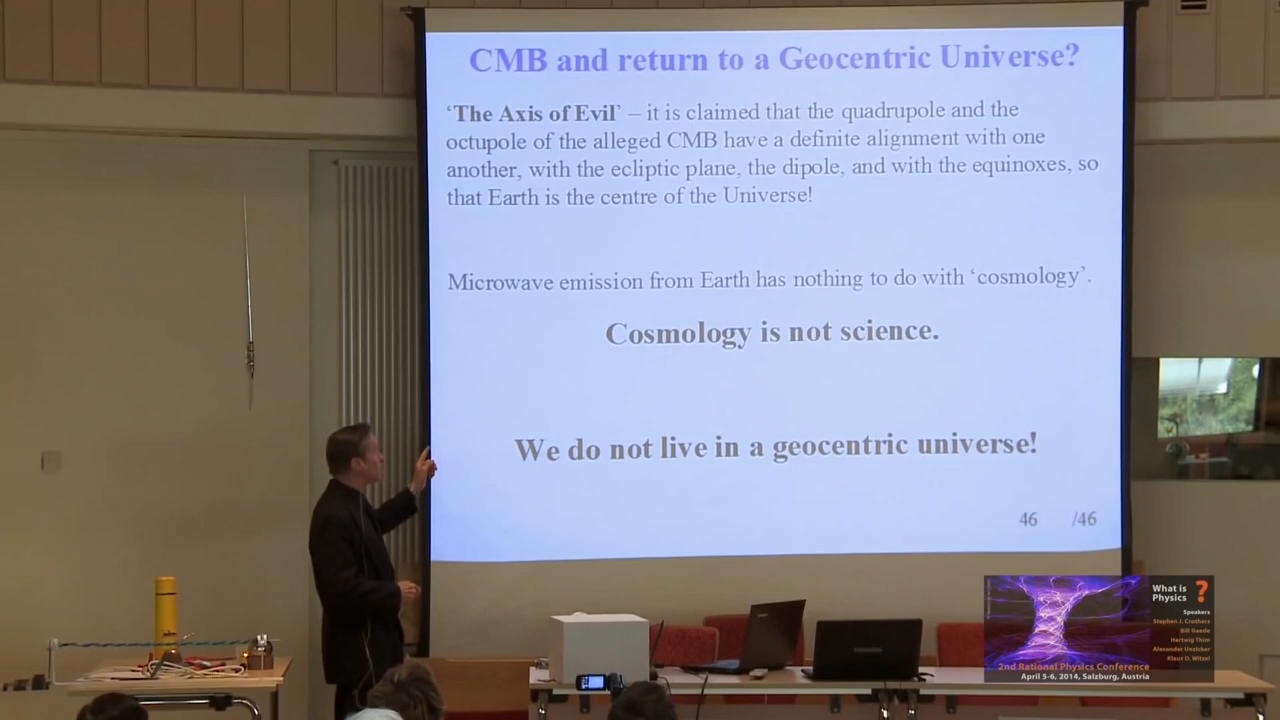 CMB and return to a Geocentric Universe?
‘The Axis of Evil’ – it is claimed that the quadrupole and the
octupole of the alleged CMB have a definite alignment with one
another, with the ecliptic plane, the dipole, and with the equinoxes, so
that Earth is the centre of the Universe!
Microwave emission from Earth has nothing to do with ‘cosmology’.
Cosmology is not science.
We do not live in a geocentric universe!
46 /46
What is
Physics ?
Speakers
Stephen J. Crothers
Bill Gaede
Hartwig Thim
Alexander Unzicker
Klaus D. Witzel
2nd Rational Physics Conference
April 5-6, 2014, Salzburg, Austria